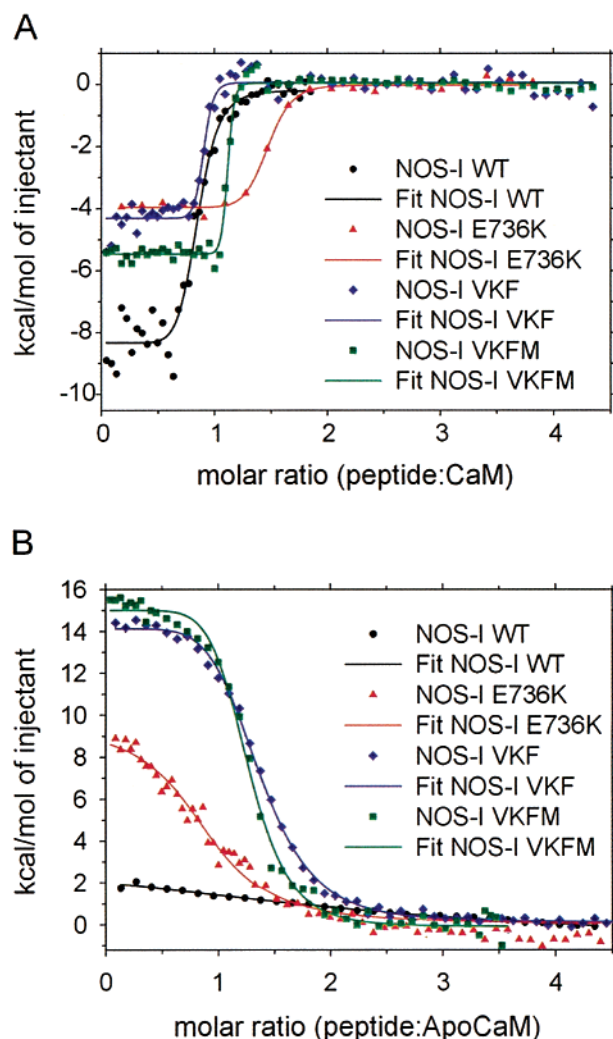 A
0
-2
-4
-6
-8
-10
kcal/mol of injectant
NOS-I WT
Fit NOS-I WT
NOS-I E736K
Fit NOS-I E736K
NOS-I VKF
Fit NOS-I VKF
NOS-I VKFM
Fit NOS-I VKFM
0 1 2 3 4
molar ratio (peptide:CaM)
B
16
14
12
10
8
6
4
2
0
kcal/mol of injectant
NOS-I WT
Fit NOS-I WT
NOS-I E736K
Fit NOS-I E736K
NOS-I VKF
Fit NOS-I VKF
NOS-I VKFM
Fit NOS-I VKFM
0 1 2 3 4
molar ratio (peptide:ApoCaM)